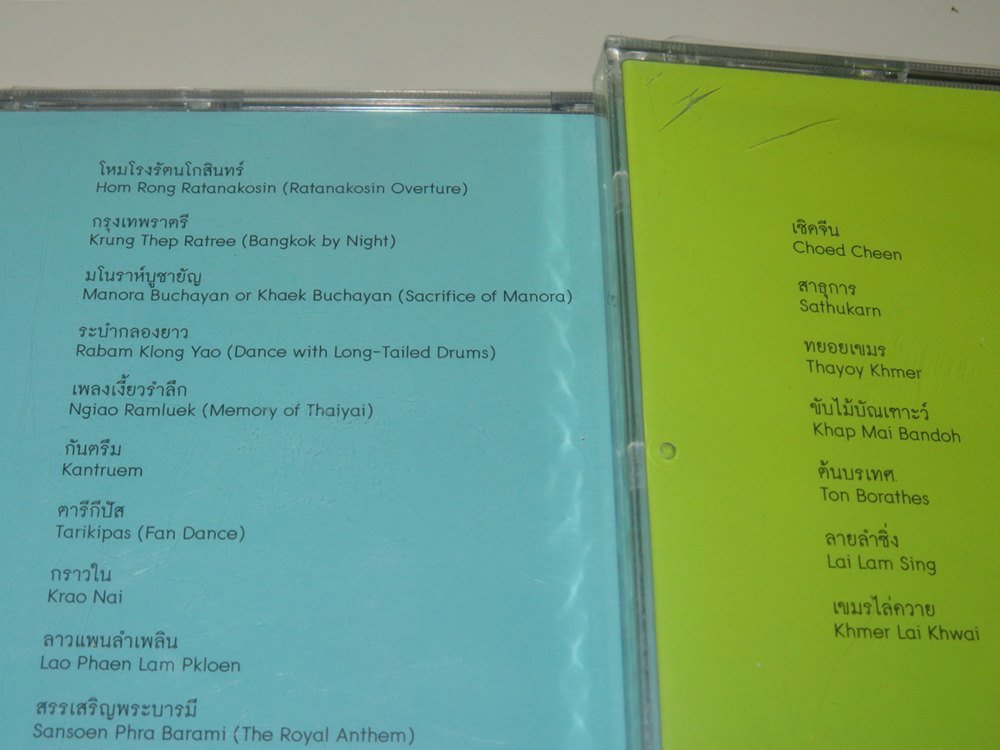 โหมโรงรัตนโกสินทร์
Hom Rong Ratanakosin (Ratanakosin Overture)
กรุงเทพราตรี
Krung Thep Ratree (Bangkok by Night)
มโนราห์บูชายัญ
Manora Buchayan or Khaek Buchayan (Sacrifice of Manora)
ระบำกลองยาว
Rabam Klong Yao (Dance with Long-Tailed Drums)
เพลงเงี้ยวรำลึก
Ngiao Ramluek (Memory of Thaiyai)
กันตรึม
Kantruem
ตารีกีปัส
Tarikipas (Fan Dance)
กราวใน
Krao Nai
ลาวแพนลำเพลิน
Lao Phaen Lam Pkloen
สรรเสริญพระบารมี
Sansoen Phra Barami (The Royal Anthem)
เชิดจีน
Choed Cheen
สาธุการ
Sathukarn
ทยอยเขมร
Thayoy Khmer
ขับไม้บัณเฑาะว์
Khap Mai Bandoh
ต้นบรเทศ
Ton Borathes
ลายลำซิ่ง
Lai Lam Sing
เขมรไล่ควาย
Khmer Lai Khwai